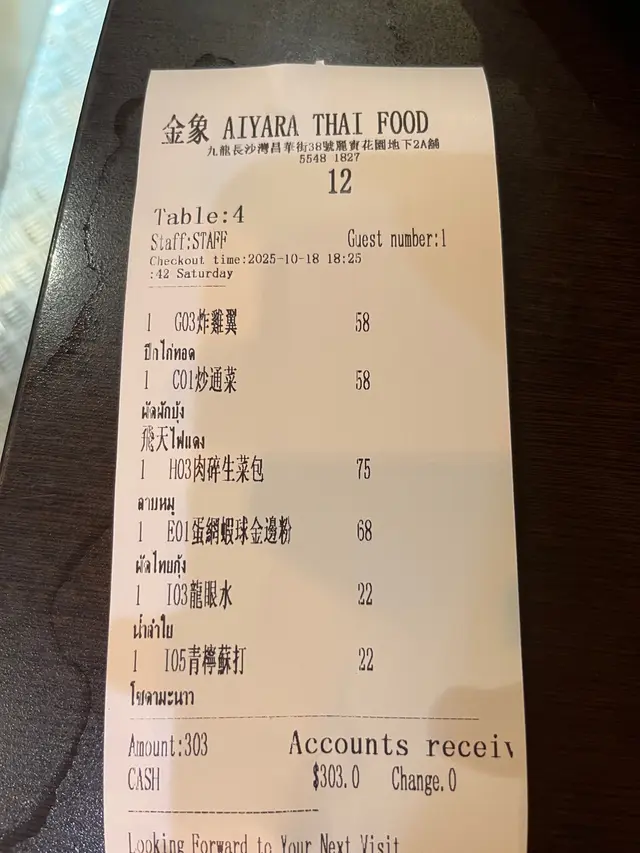 金象 AIYARA THAI FOOD
九龍長沙灣昌華街38號麗寶花園地下2A舖
5548 1827
12
Table:4
Staff:STAFF Guest number:1
Checkout time:2025-10-18 18:25
:42 Saturday
1 G03炸雞翼 58
ปีกไก่ทอด
1 C01炒通菜 58
ผัดผักบุ้ง
飛天ไฟแดง
1 H03肉碎生菜包 75
ลาบหมู
1 E01蛋網蝦球金邊粉 68
ผัดไทยกุ้ง
1 I03龍眼水 22
น้ำลำใย
1 I05青檸蘇打 22
โซดามะนาว
Amount:303 Accounts receiv
CASH $303.0 Change.0
Looking Forward to Your Next Visit